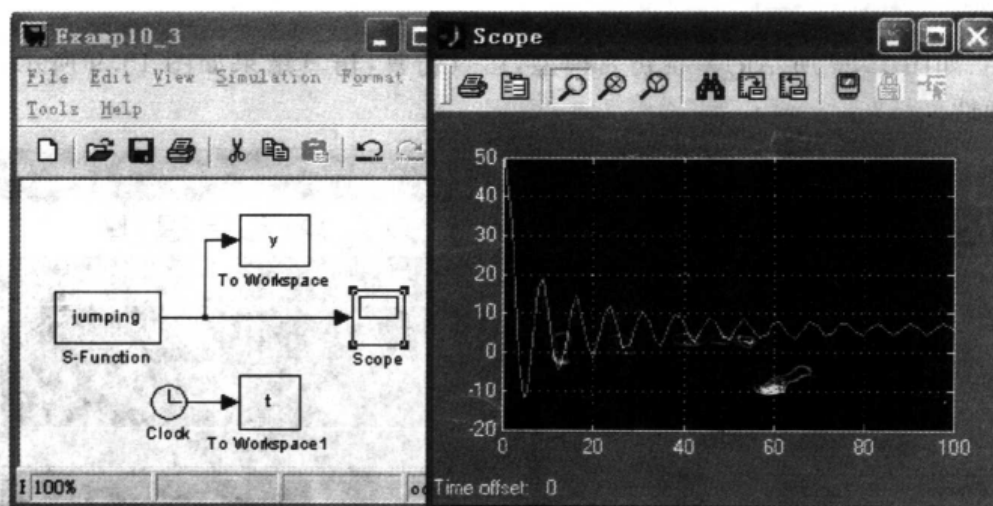 Examp10_3
File Edit View Simulation Format
Tools Help
y
To Workspace
jumping
S-Function
Scope
t
Clock
To Workspace1
100%
Scope
50
40
30
20
10
0
-10
-20
0 20 40 60 80 100
Time offset: 0